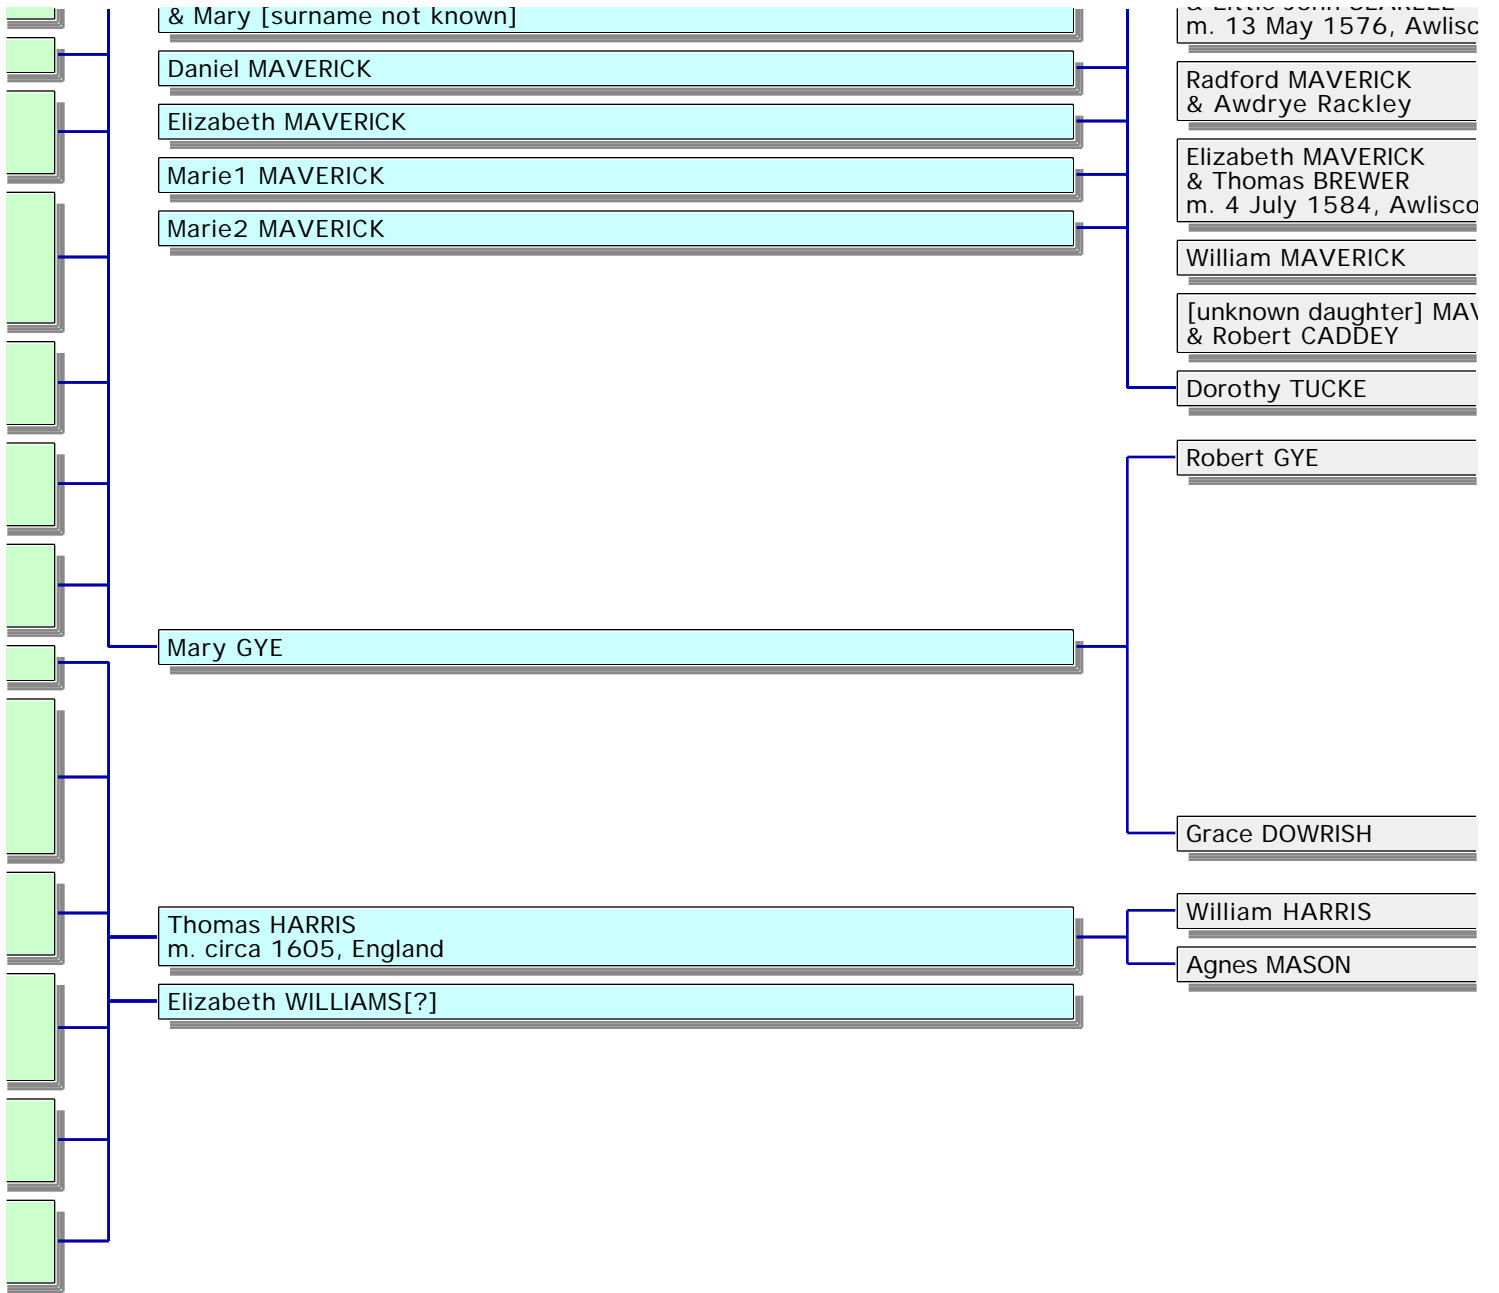 & Mary [surname not known]
Daniel MAVERICK
Elizabeth MAVERICK
Marie1 MAVERICK
Marie2 MAVERICK
Mary GYE
Thomas HARRIS
m. circa 1605, England
Elizabeth WILLIAMS[?]
m. 13 May 1576, Awlisc
Radford MAVERICK
& Awdrye Rackley
Elizabeth MAVERICK
& Thomas BREWER
m. 4 July 1584, Awlisco
William MAVERICK
[unknown daughter] MAV
& Robert CADDEY
Dorothy TUCKE
Robert GYE
Grace DOWRISH
William HARRIS
Agnes MASON